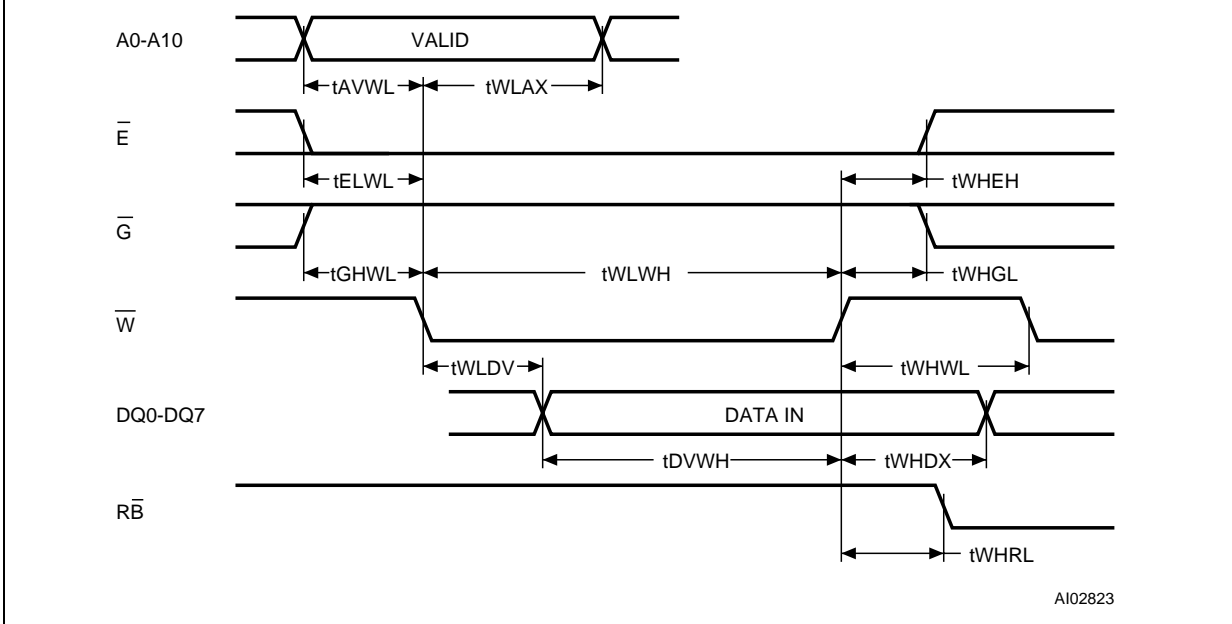 A0-A10
VALID
tAVWL
tWLAX
E̅
tELWL
tWHEH
G̅
tGHWL
tWLWH
tWHGL
W̅
tWLDV
tWHWL
DQ0-DQ7
DATA IN
tDVWH
tWHDX
RB̅
tWHRL
AI02823